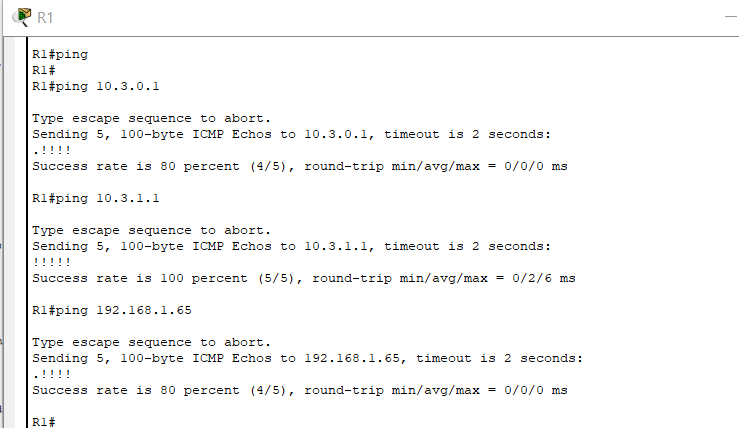 R1
R1#ping
R1#
R1#ping 10.3.0.1
Type escape sequence to abort.
Sending 5, 100-byte ICMP Echos to 10.3.0.1, timeout is 2 seconds:
.!!!!
Success rate is 80 percent (4/5), round-trip min/avg/max = 0/0/0 ms
R1#ping 10.3.1.1
Type escape sequence to abort.
Sending 5, 100-byte ICMP Echos to 10.3.1.1, timeout is 2 seconds:
!!!!!
Success rate is 100 percent (5/5), round-trip min/avg/max = 0/2/6 ms
R1#ping 192.168.1.65
Type escape sequence to abort.
Sending 5, 100-byte ICMP Echos to 192.168.1.65, timeout is 2 seconds:
.!!!!
Success rate is 80 percent (4/5), round-trip min/avg/max = 0/0/0 ms
R1#